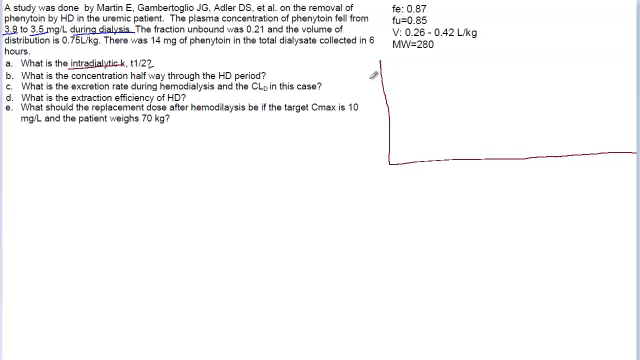 A study was done by Martin E, Gambertoglio JG, Adler DS, et al. on the removal of
phenytoin by HD in the uremic patient. The plasma concentration of phenytoin fell from
3.9 to 3.5 mg/L during dialysis. The fraction unbound was 0.21 and the volume of
distribution is 0.75L/kg. There was 14 mg of phenytoin in the total dialysate collected in 6
hours.
a. What is the intradialytic k, t1/2?
b. What is the concentration half way through the HD period?
c. What is the excretion rate during hemodialysis and the CLD in this case?
d. What is the extraction efficiency of HD?
e. What should the replacement dose after hemodilaysis be if the target Cmax is 10
mg/L and the patient weighs 70 kg?
fe: 0.87
fu=0.85
V: 0.26 - 0.42 L/kg
MW=280